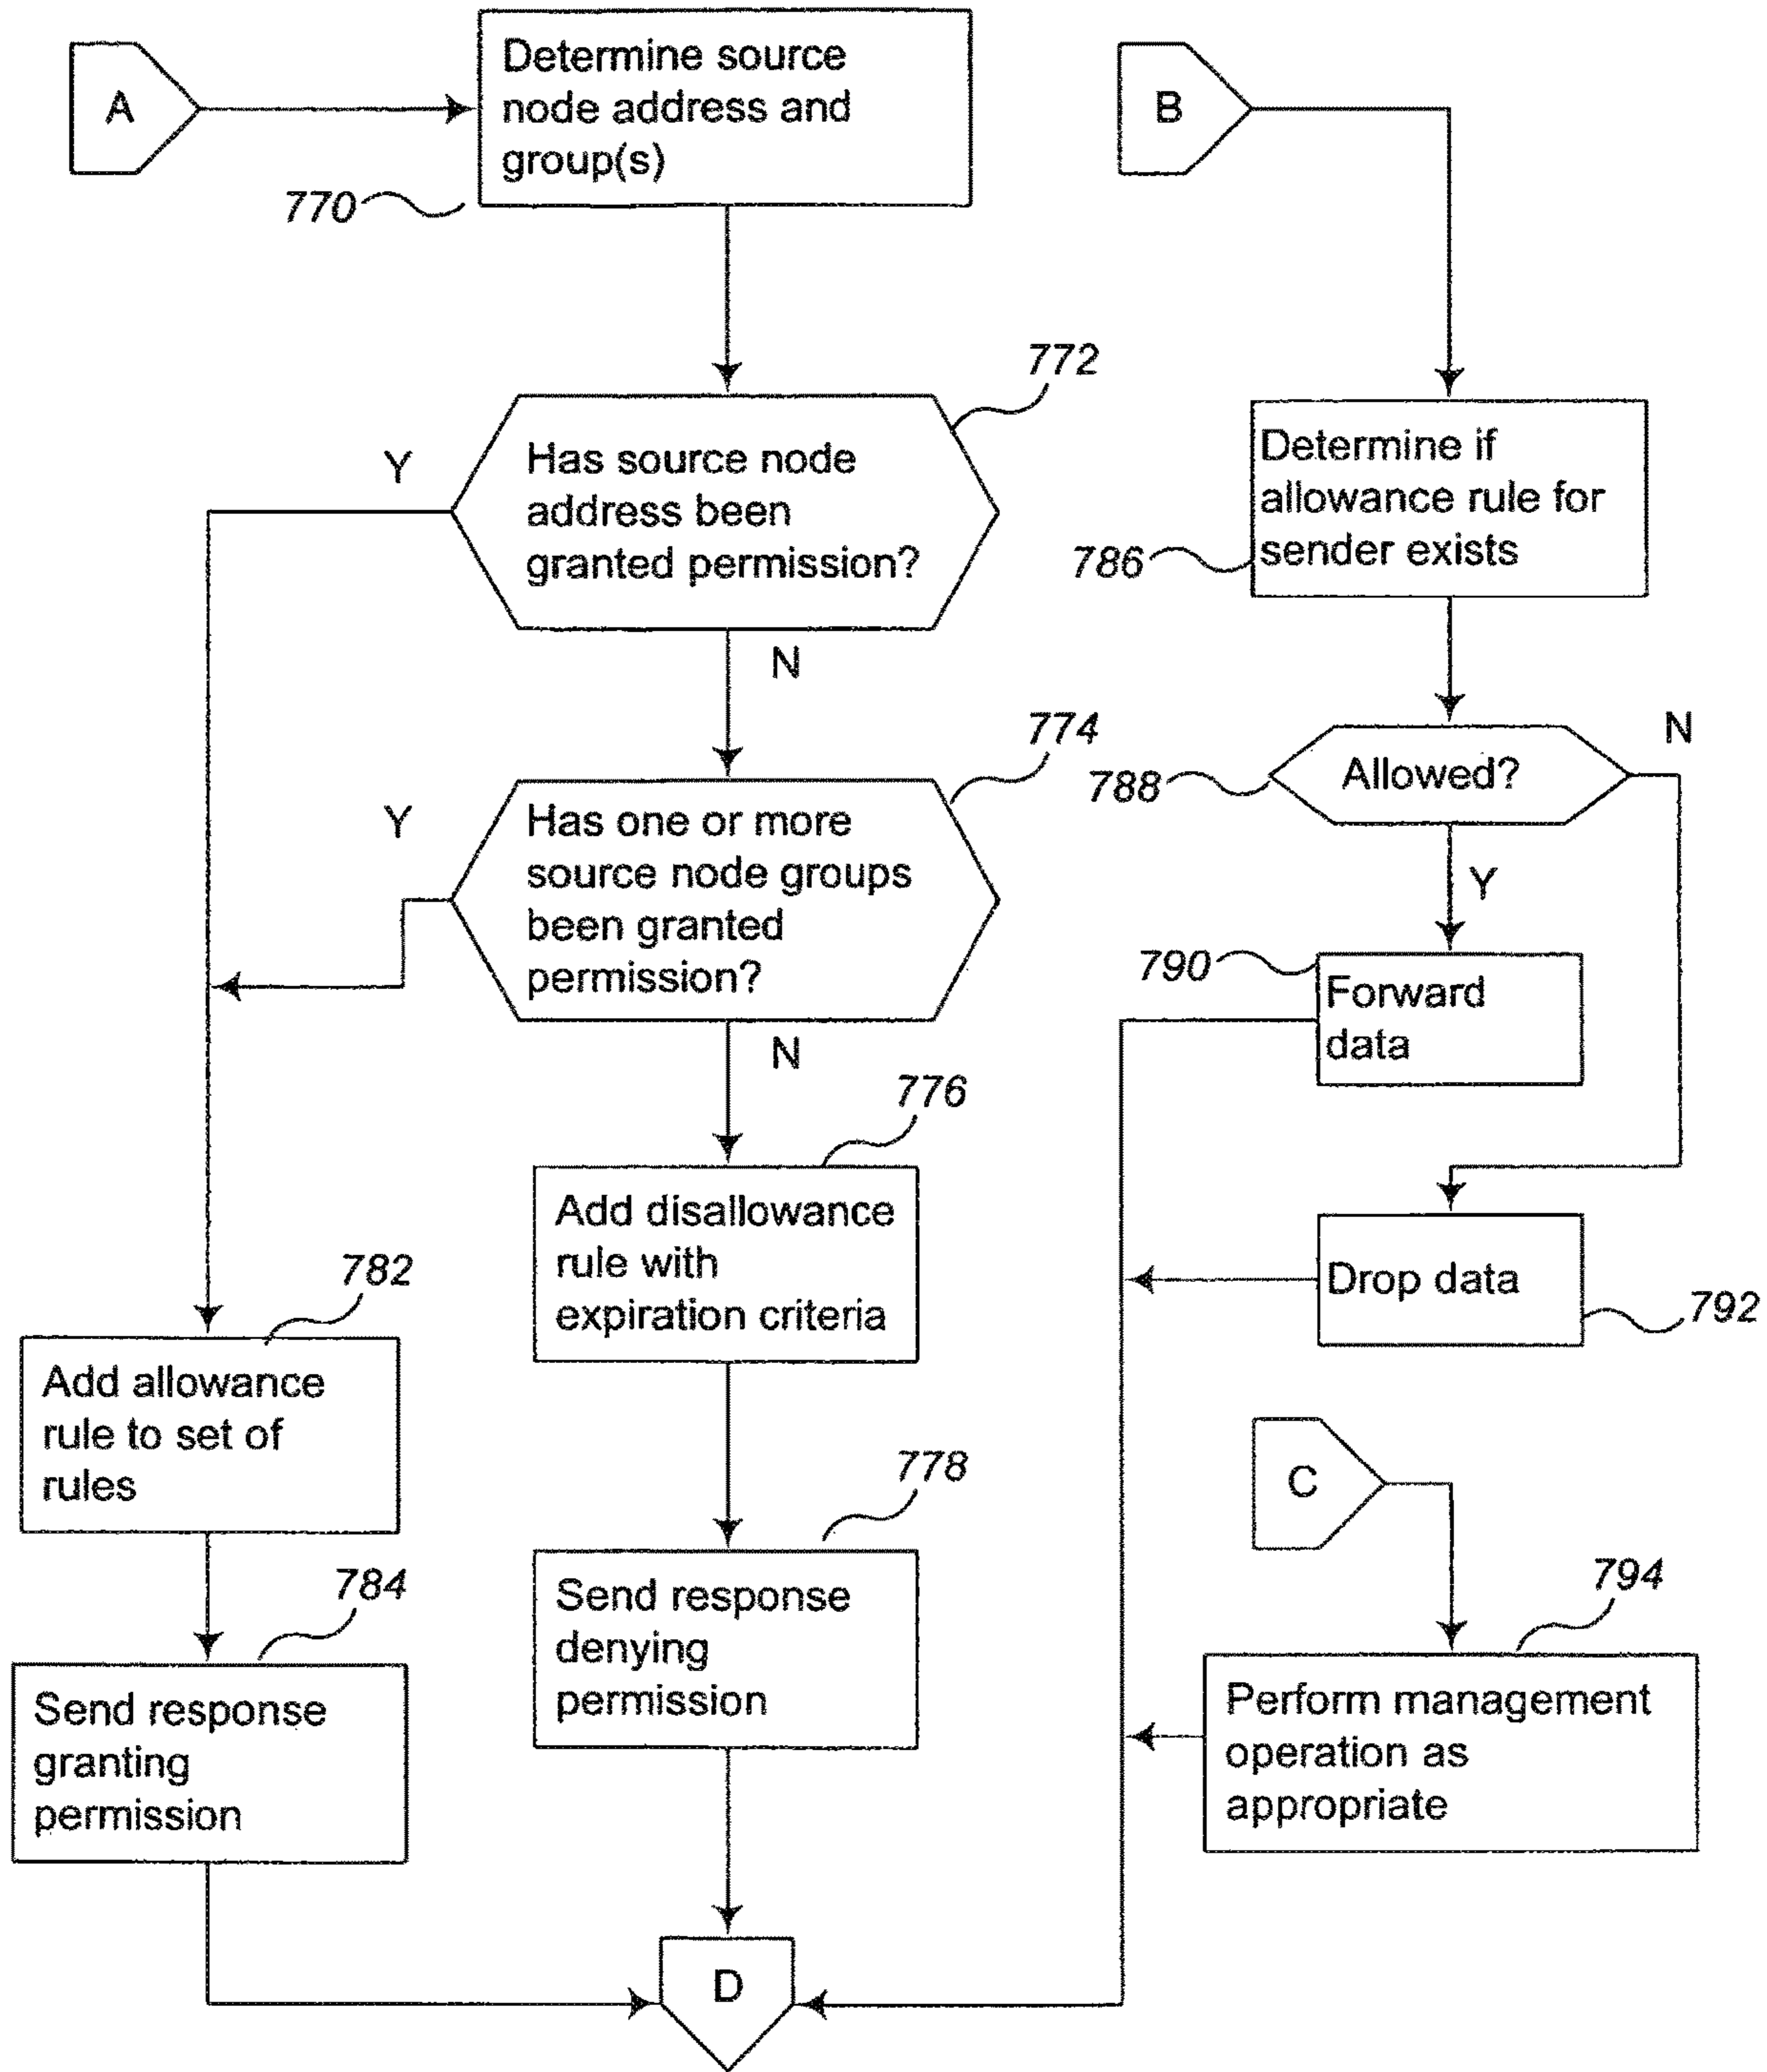 A
Determine source
node address and
group(s)
770
772
Y
Has source node
address been
granted permission?
N
774
Y
Has one or more
source node groups
been granted
permission?
N
776
Add disallowance
rule with
expiration criteria
782
Add allowance
rule to set of
rules
778
Send response
denying
permission
784
Send response
granting
permission
B
Determine if
allowance rule for
sender exists
786
N
788
Allowed?
Y
790
Forward
data
Drop data
792
C
794
Perform management
operation as
appropriate
D